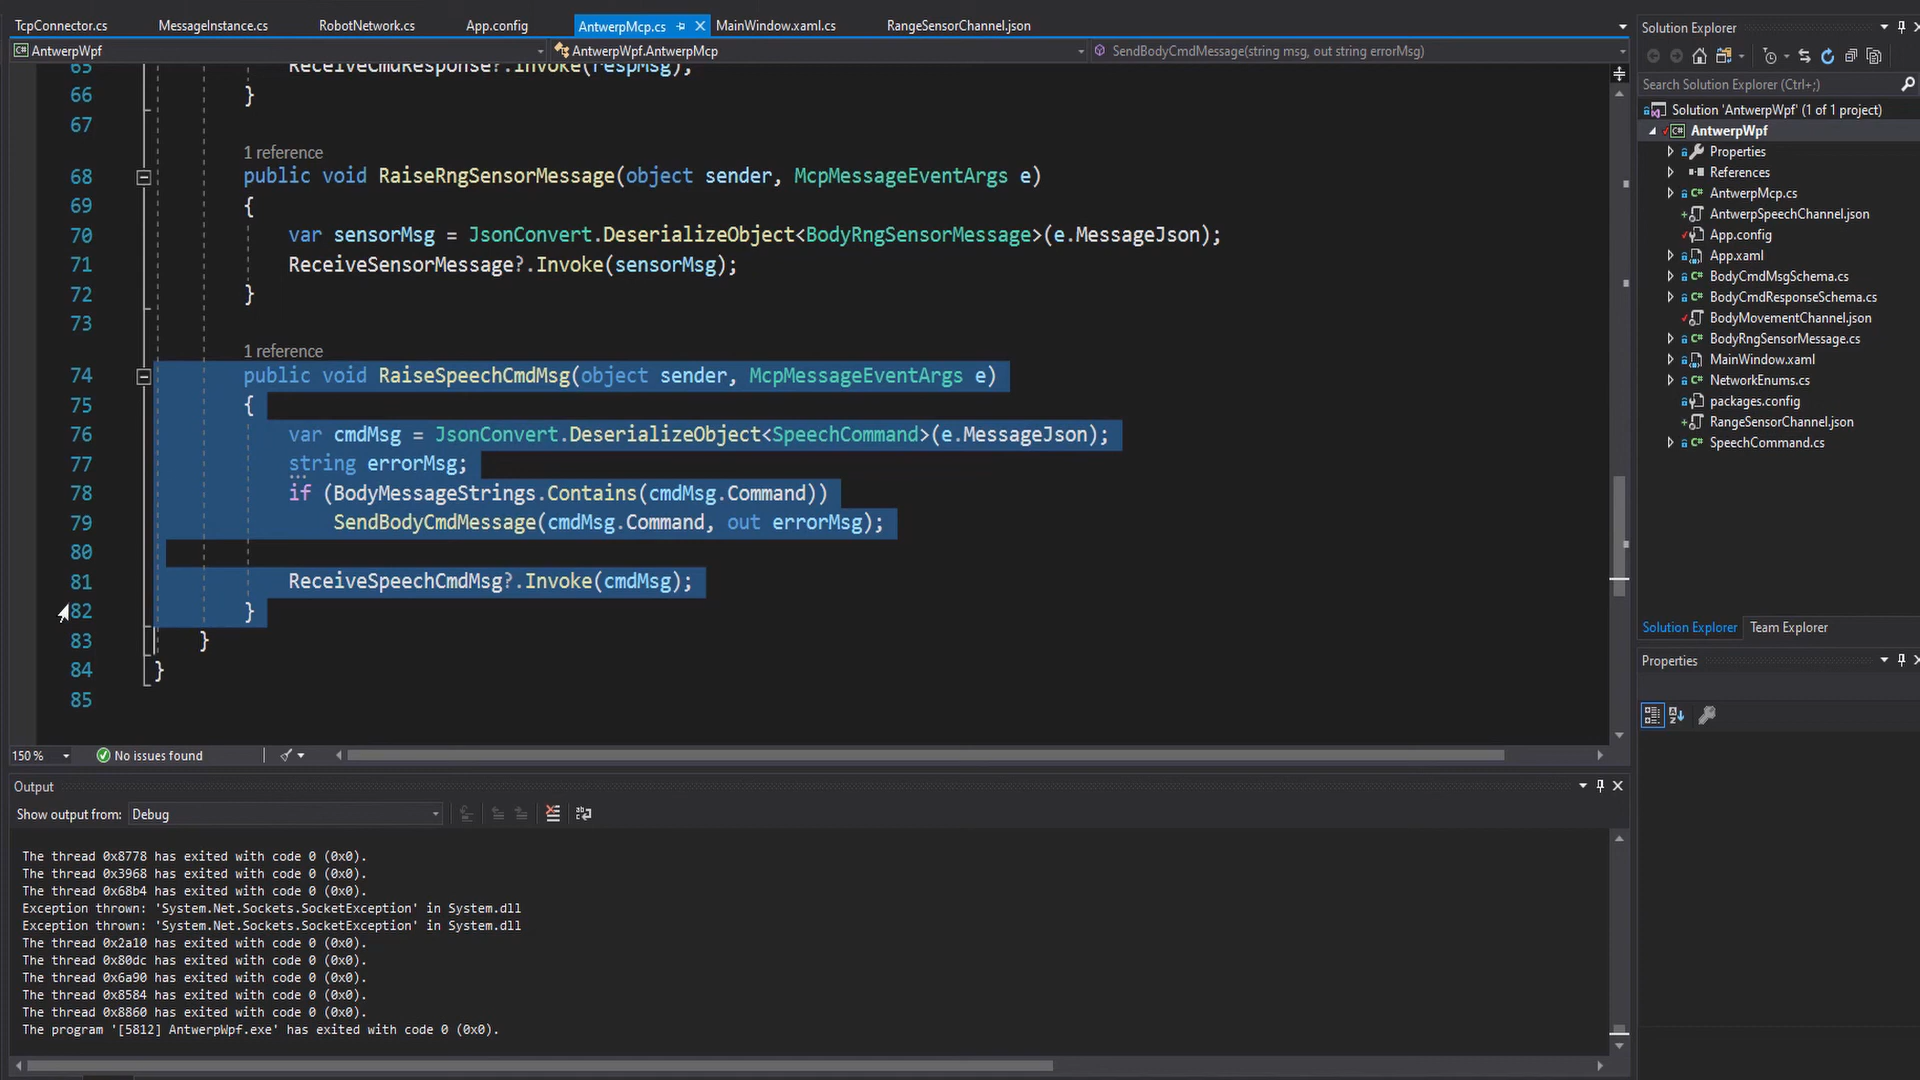 TcpConnector.cs
MessageInstance.cs
RobotNetwork.cs
App.config
AntwerpMcp.cs
MainWindow.xaml.cs
RangeSensorChannel.json
AntwerpWpf
AntwerpWpf.AntwerpMcp
SendBodyCmdMessage(string msg, out string errorMsg)
65 ReceiveCmdResponse?.Invoke(respMsg);
66 }
67
1 reference
68 public void RaiseRngSensorMessage(object sender, McpMessageEventArgs e)
69 {
70 var sensorMsg = JsonConvert.DeserializeObject<BodyRngSensorMessage>(e.MessageJson);
71 ReceiveSensorMessage?.Invoke(sensorMsg);
72 }
73
1 reference
74 public void RaiseSpeechCmdMsg(object sender, McpMessageEventArgs e)
75 {
76 var cmdMsg = JsonConvert.DeserializeObject<SpeechCommand>(e.MessageJson);
77 string errorMsg;
78 if (BodyMessageStrings.Contains(cmdMsg.Command))
79 SendBodyCmdMessage(cmdMsg.Command, out errorMsg);
80
81 ReceiveSpeechCmdMsg?.Invoke(cmdMsg);
82 }
83 }
84 }
85
150 %
No issues found
Output
Show output from: Debug
The thread 0x8778 has exited with code 0 (0x0).
The thread 0x3968 has exited with code 0 (0x0).
The thread 0x68b4 has exited with code 0 (0x0).
Exception thrown: 'System.Net.Sockets.SocketException' in System.dll
Exception thrown: 'System.Net.Sockets.SocketException' in System.dll
The thread 0x2a10 has exited with code 0 (0x0).
The thread 0x80dc has exited with code 0 (0x0).
The thread 0x6a90 has exited with code 0 (0x0).
The thread 0x8584 has exited with code 0 (0x0).
The thread 0x8860 has exited with code 0 (0x0).
The program '[5812] AntwerpWpf.exe' has exited with code 0 (0x0).
Solution Explorer
Search Solution Explorer (Ctrl+;)
Solution 'AntwerpWpf' (1 of 1 project)
AntwerpWpf
Properties
References
AntwerpMcp.cs
AntwerpSpeechChannel.json
App.config
App.xaml
BodyCmdMsgSchema.cs
BodyCmdResponseSchema.cs
BodyMovementChannel.json
BodyRngSensorMessage.cs
MainWindow.xaml
NetworkEnums.cs
packages.config
RangeSensorChannel.json
SpeechCommand.cs
Solution Explorer
Team Explorer
Properties